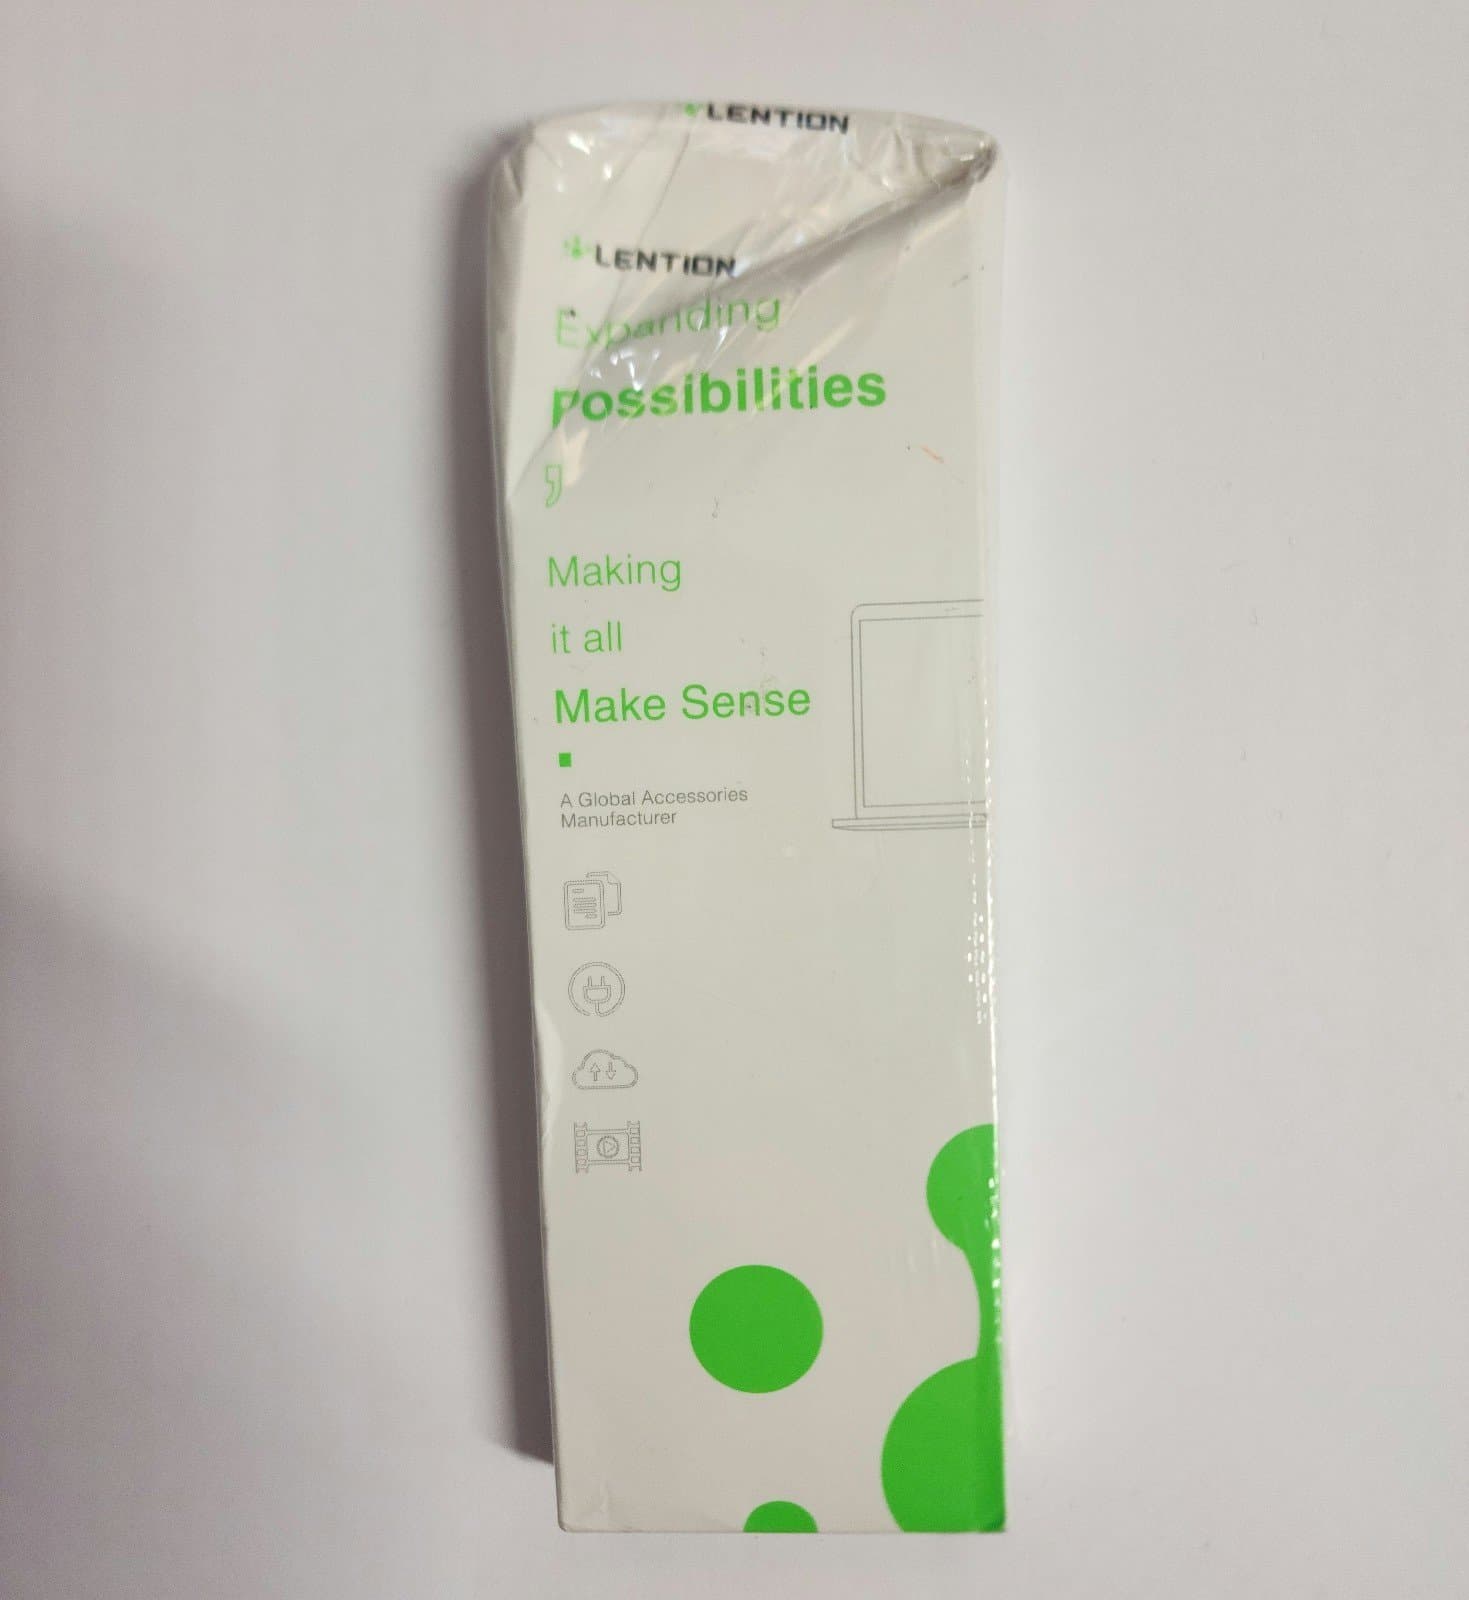 LENTION
LENTION
Expanding
Possibilities
,
Making
it all
Make Sense
.
A Global Accessories
Manufacturer